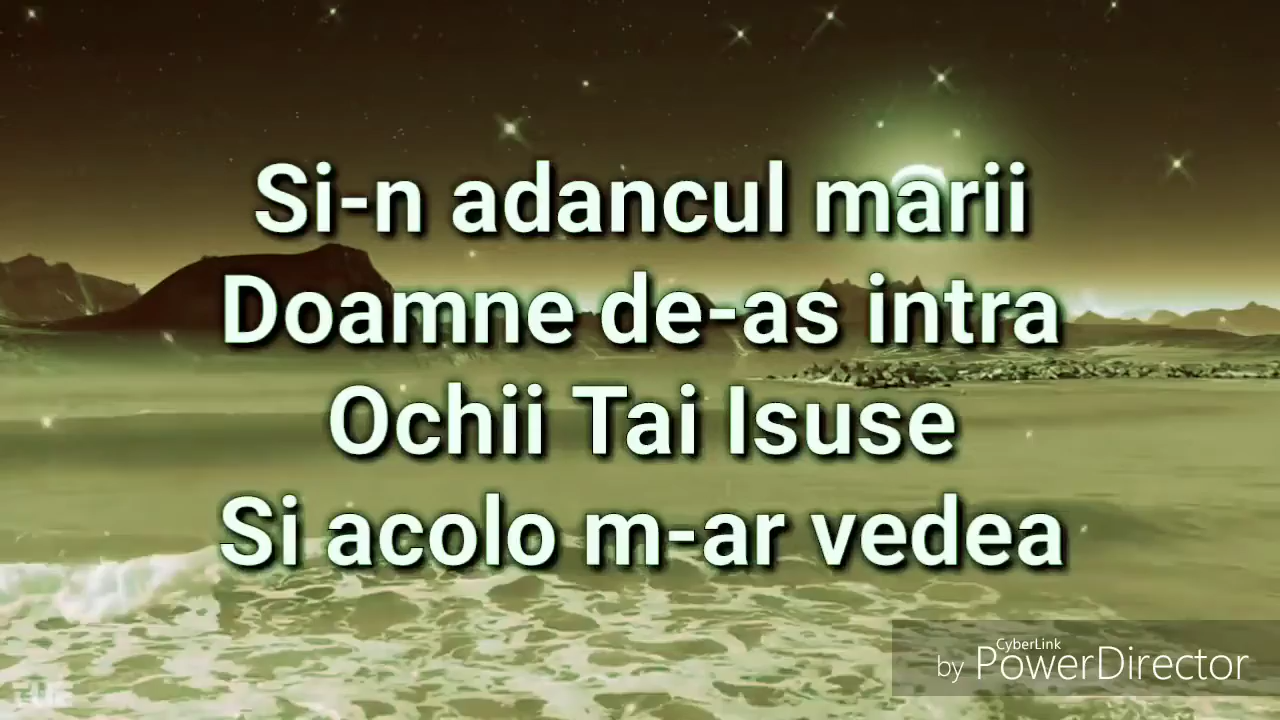 Si-n adancul marii
Doamne de-as intra
Ochii Tai Isuse
Si acolo m-ar vedea
CyberLink
by PowerDirector